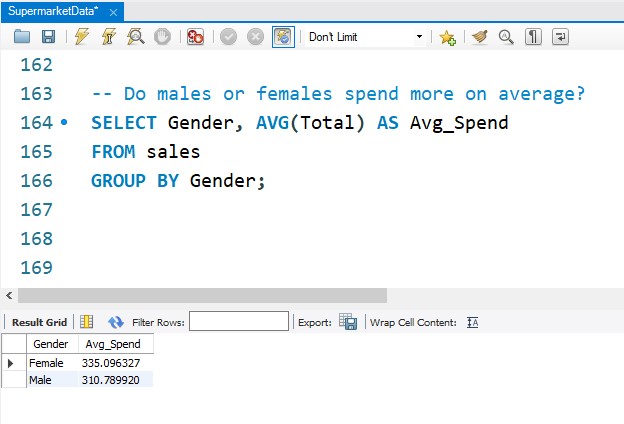 SupermarketData* ×
Don't Limit
162
163 -- Do males or females spend more on average?
164 SELECT Gender, AVG(Total) AS Avg_Spend
165 FROM sales
166 GROUP BY Gender;
167
168
169
Result Grid Filter Rows: Export: Wrap Cell Content: IA
Gender Avg_Spend
Female 335.096327
Male 310.789920